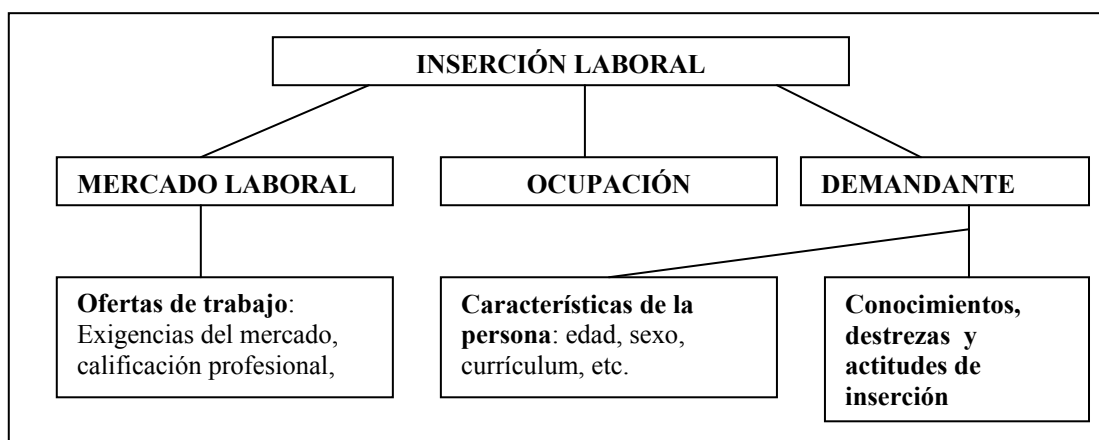 INSERCIÓN LABORAL
MERCADO LABORAL
OCUPACIÓN
DEMANDANTE
Ofertas de trabajo:
Exigencias del mercado,
calificación profesional,
Características de la
persona: edad, sexo,
currículum, etc.
Conocimientos,
destrezas y
actitudes de
inserción